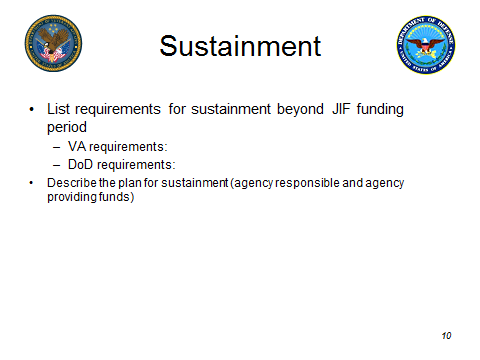 Sustainment
• List requirements for sustainment beyond JIF funding
period
– VA requirements:
– DoD requirements:
• Describe the plan for sustainment (agency responsible and agency
providing funds)
DEPARTMENT OF DEFENSE
UNITED STATES OF AMERICA
10